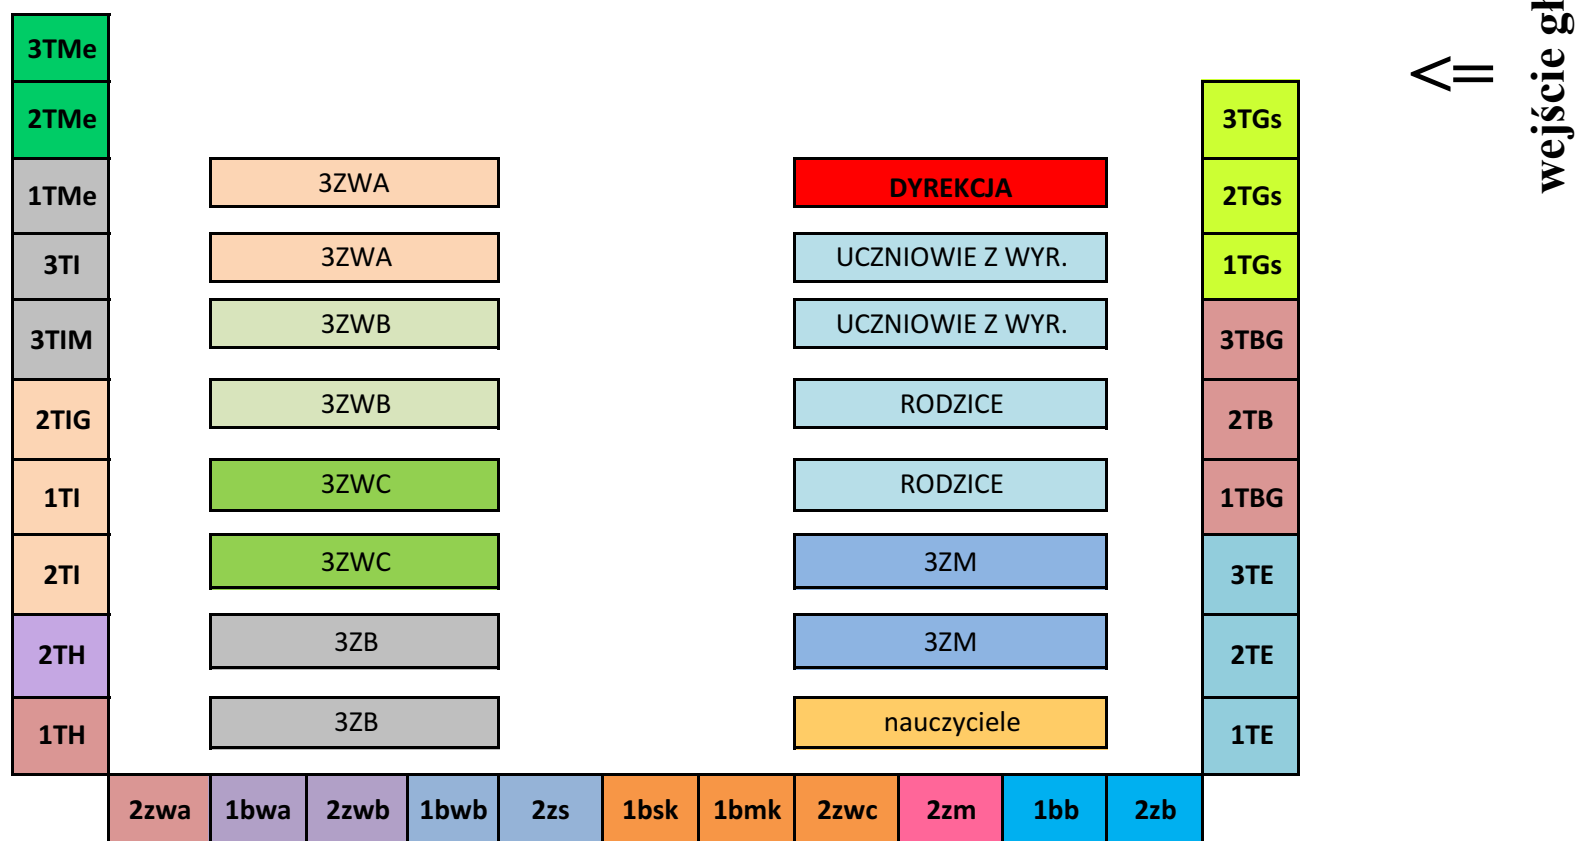 3TMe
2TMe
1TMe
3TI
3TIM
2TIG
1TI
2TI
2TH
1TH
3ZWA
3ZWA
3ZWB
3ZWB
3ZWC
3ZWC
3ZB
3ZB
DYREKCJA
UCZNIOWIE Z WYR.
UCZNIOWIE Z WYR.
RODZICE
RODZICE
3ZM
3ZM
nauczyciele
3TGs
2TGs
1TGs
3TBG
2TB
1TBG
3TE
2TE
1TE
2zwa 1bwa 2zwb 1bwb 2zs 1bsk 1bmk 2zwc 2zm 1bb 2zb
<=
wejście